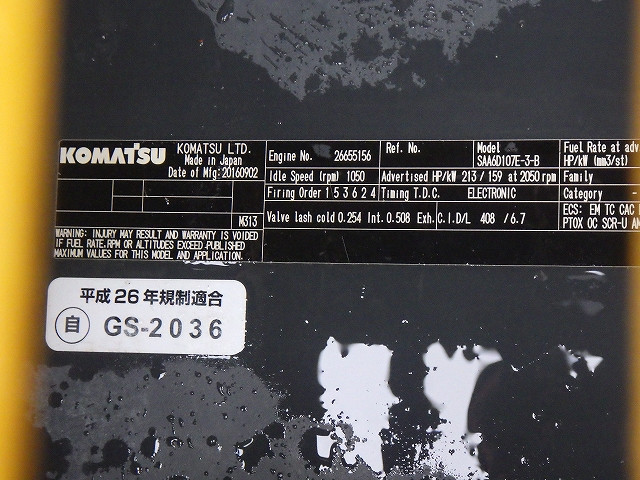 KOMATSU KOMATSU LTD.
Made in Japan
Date of Mfg. 20160902
M313
WARNING: INJURY MAY RESULT AND WARRANTY IS VOIDED
IF FUEL RATE.RPM OR ALTITUDES EXCEED.PUBLISHED
MAXIMUM VALUES FOR THIS MODEL AND APPLICATION.
Engine No. 26655156 Ref. No. Model SAA6D107E-3-B Fuel Rate at adv HP/kW (mm3/st)
Idle Speed (rpm) 1050 Advertised HP/kW 213 / 159 at 2050 rpm Family
Firing Order 1 5 3 6 2 4 Timing T.D.C. ELECTRONIC Category
Valve lash cold 0.254 Int. 0.508 Exh. C.I.D/L 408 / 6.7 ECS: EM TC CAC
PTOX OC SCR-U AM
平成26年規制適合
自 GS-2036